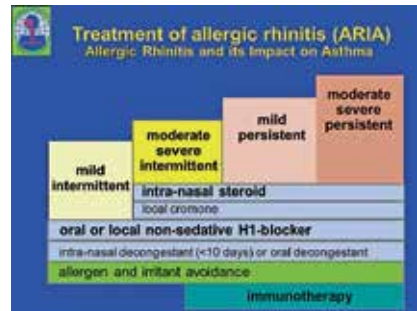 Treatment of allergic rhinitis (ARIA)
Allergic Rhinitis and its Impact on Asthma
mild
intermittent
moderate
severe
intermittent
mild
persistent
moderate
severe
persistent
intra-nasal steroid
local cromone
oral or local non-sedative H1-blocker
intra-nasal decongestant (<10 days) or oral decongestant
allergen and irritant avoidance
immunotherapy